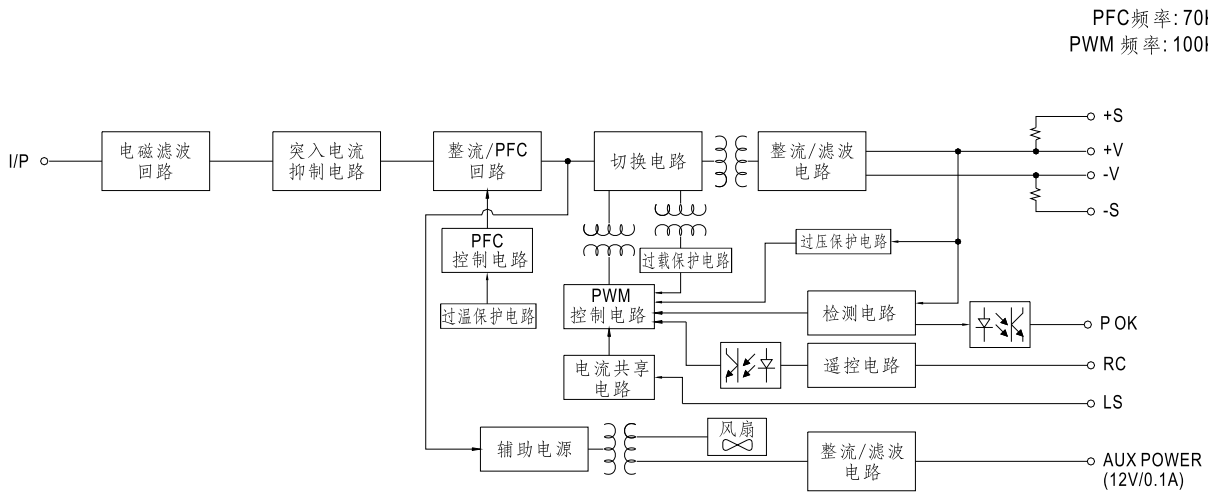 PFC频率: 70
PWM 频率: 100
+S
I/P
电磁滤波
回路
突入电流
抑制电路
整流/PFC
回路
切换电路
整流/滤波
电路
+V
-V
-S
PFC
控制电路
过载保护电路
过压保护电路
过温保护电路
PWM
控制电路
检测电路
P OK
电流共享
电路
遥控电路
RC
LS
辅助电源
风扇
整流/滤波
电路
AUX POWER
(12V/0.1A)